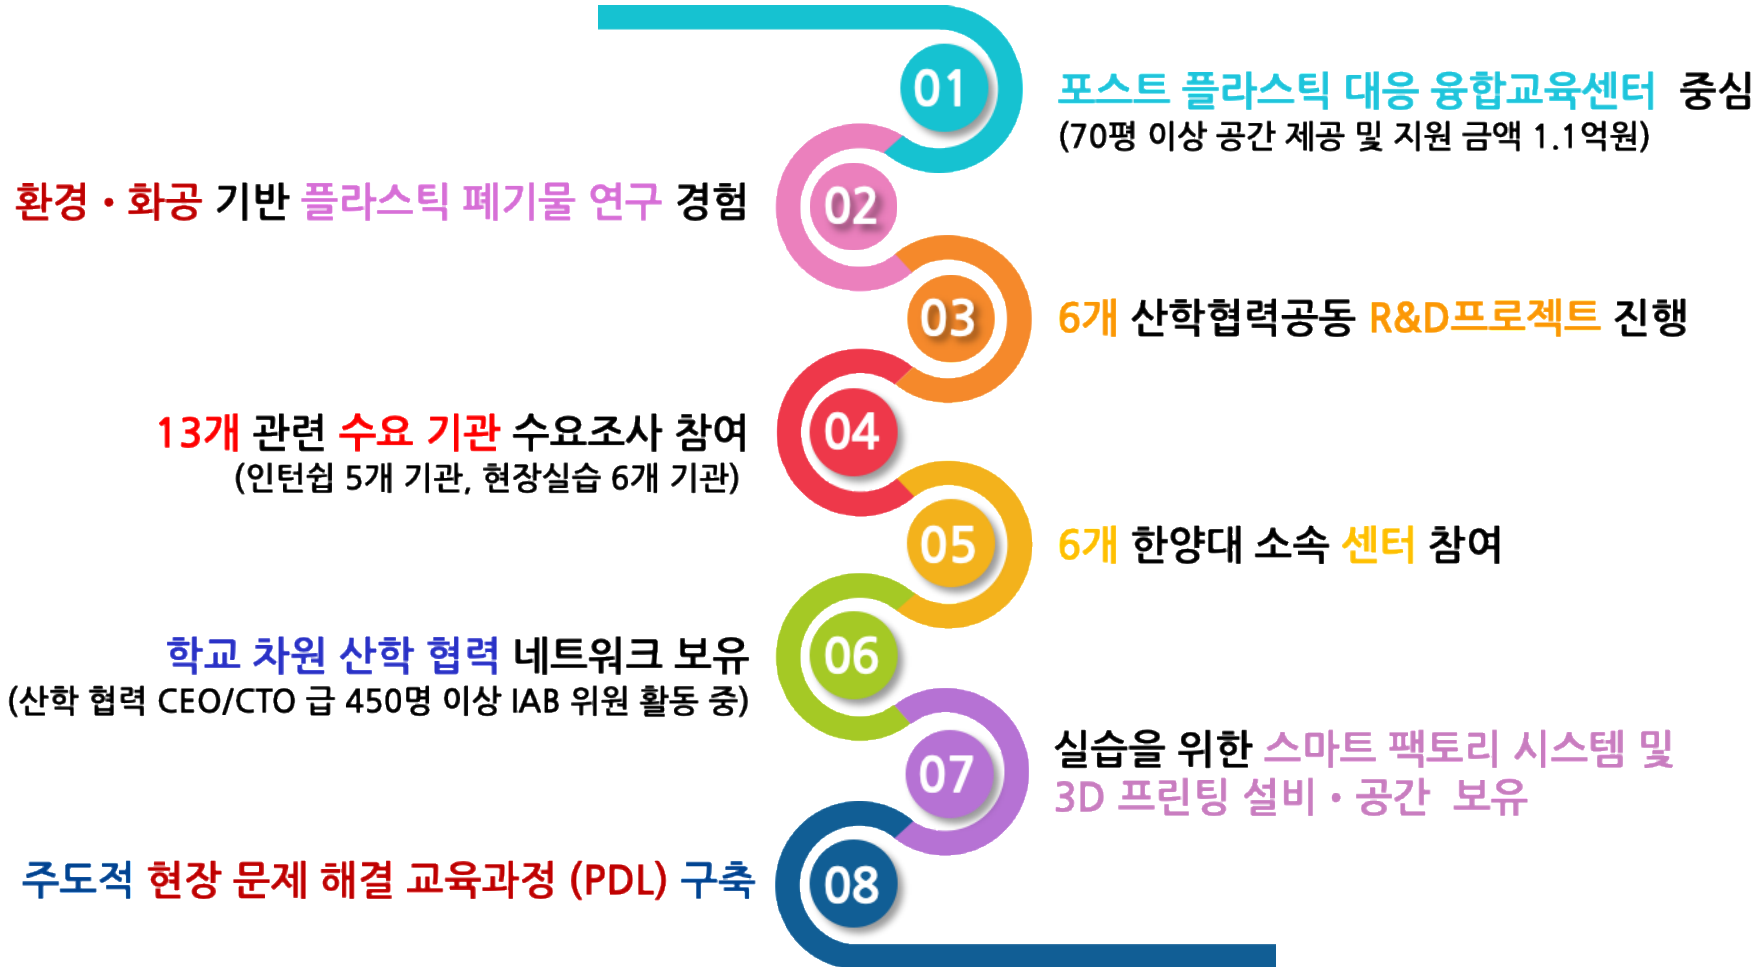 01
포스트 플라스틱 대응 융합교육센터 중심
(70평 이상 공간 제공 및 지원 금액 1.1억원)
환경·화공 기반 플라스틱 폐기물 연구 경험
02
03
6개 산학협력공동 R&D프로젝트 진행
13개 관련 수요 기관 수요조사 참여
(인턴쉽 5개 기관, 현장실습 6개 기관)
04
05
6개 한양대 소속 센터 참여
학교 차원 산학 협력 네트워크 보유
(산학 협력 CEO/CTO 급 450명 이상 IAB 위원 활동 중)
06
07
실습을 위한 스마트 팩토리 시스템 및
3D 프린팅 설비·공간 보유
주도적 현장 문제 해결 교육과정 (PDL) 구축
08